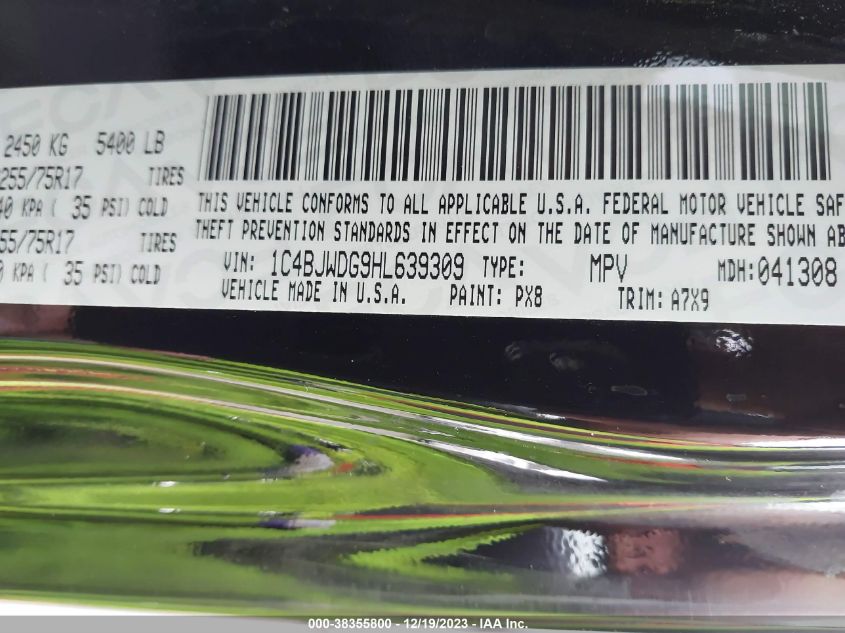 2450 KG 5400 LB
255/75R17 TIRES
40 KPA ( 35 PSI) COLD
55/75R17 TIRES
0 KPA ( 35 PSI) COLD
THIS VEHICLE CONFORMS TO ALL APPLICABLE U.S.A. FEDERAL MOTOR VEHICLE SAF
THEFT PREVENTION STANDARDS IN EFFECT ON THE DATE OF MANUFACTURE SHOWN AB
VIN: 1C4BJWDG9HL639309 TYPE: MPV MDH:041308
VEHICLE MADE IN U.S.A. PAINT: PX8 TRIM: A7X9
000-38355800 - 12/19/2023 - IAA Inc.